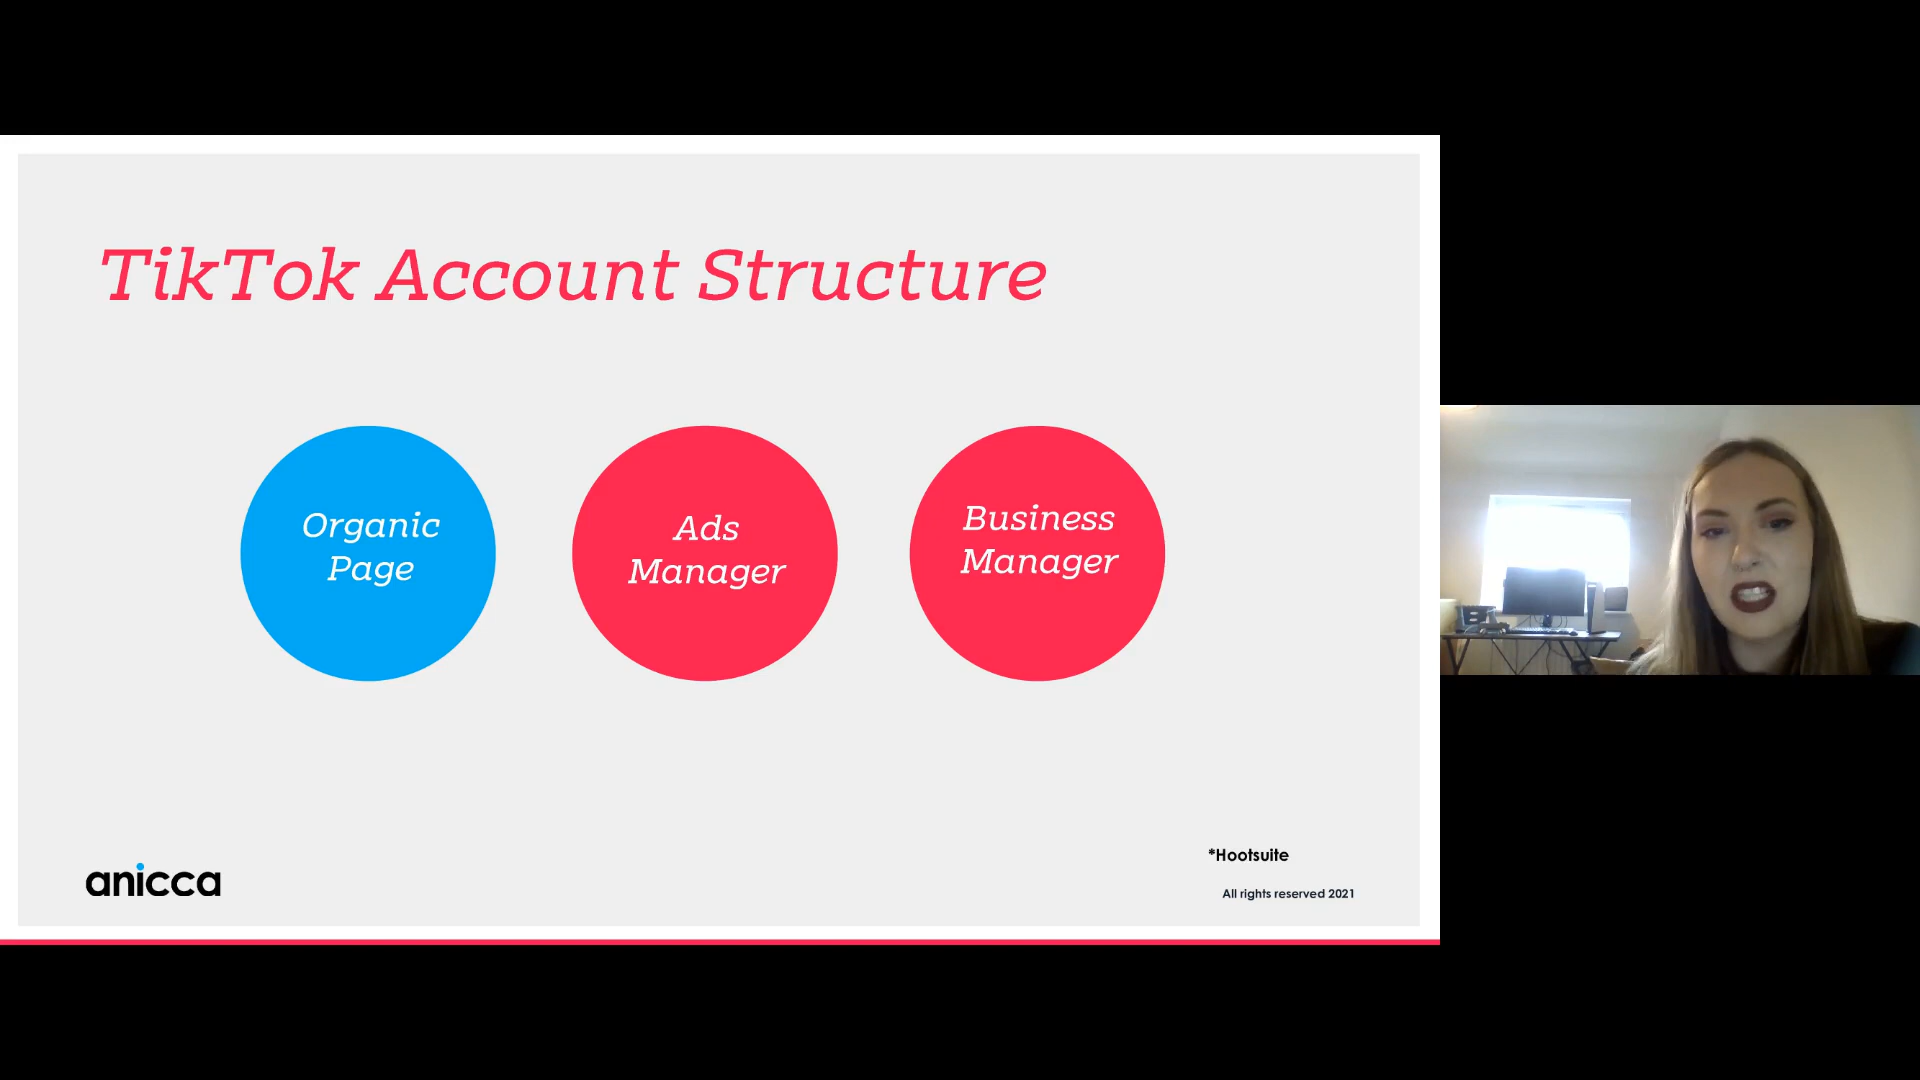 TikTok Account Structure
Organic
Page
Ads
Manager
Business
Manager
*Hootsuite
anicca
All rights reserved 2021